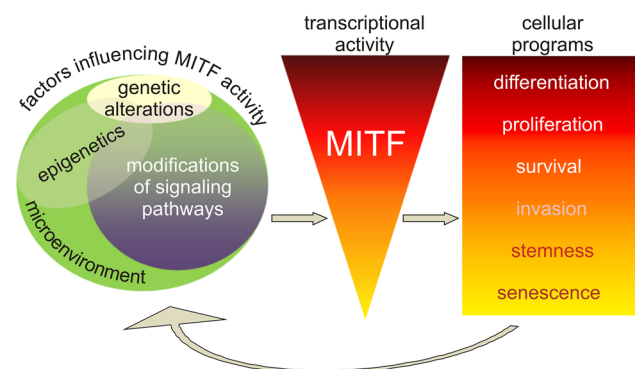 factors influencing MITF activity
genetic
alterations
epigenetics
modifications
of signaling
pathways
microenvironment
transcriptional
activity
MITF
cellular
programs
differentiation
proliferation
survival
invasion
stemness
senescence